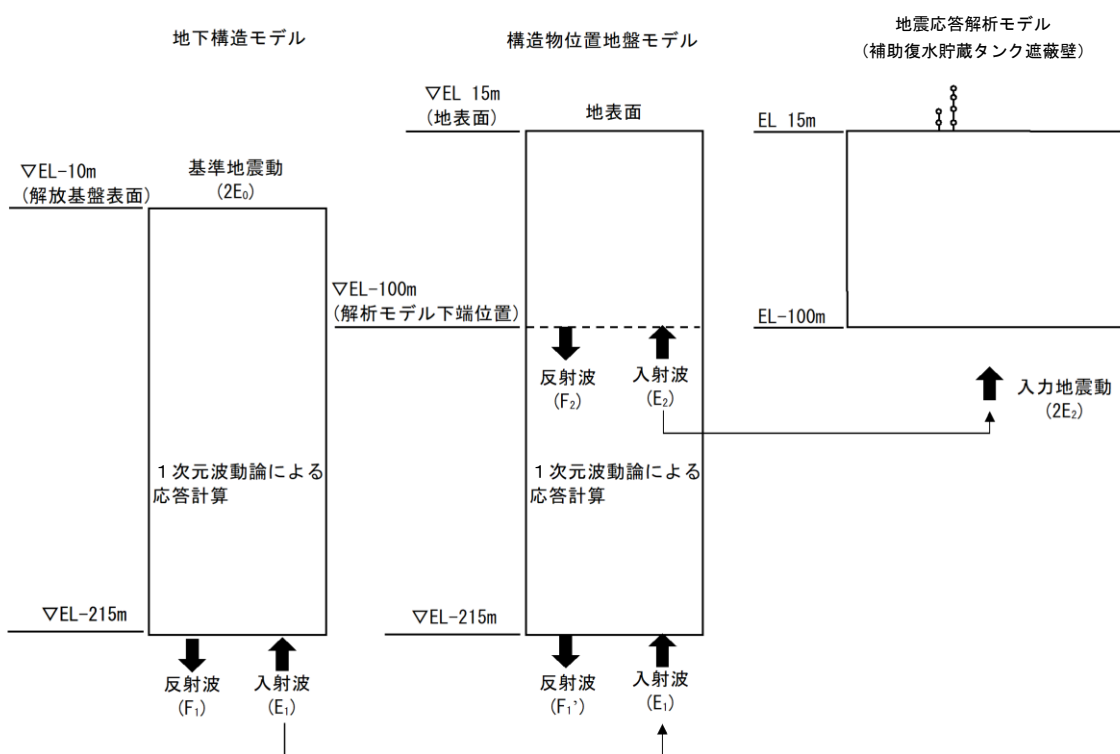 地下構造モデル
▽EL-10m
(解放基盤表面)
基準地震動
(2E₀)
1次元波動論による
応答計算
▽EL-215m
反射波
(F₁)
入射波
(E₁)
構造物位置地盤モデル
▽EL 15m
(地表面)
地表面
▽EL-100m
(解析モデル下端位置)
反射波
(F₂)
入射波
(E₂)
1次元波動論による
応答計算
▽EL-215m
反射波
(F₁')
入射波
(E₁)
地震応答解析モデル
(補助復水貯蔵タンク遮蔽壁)
EL 15m
EL-100m
入力地震動
(2E₂)